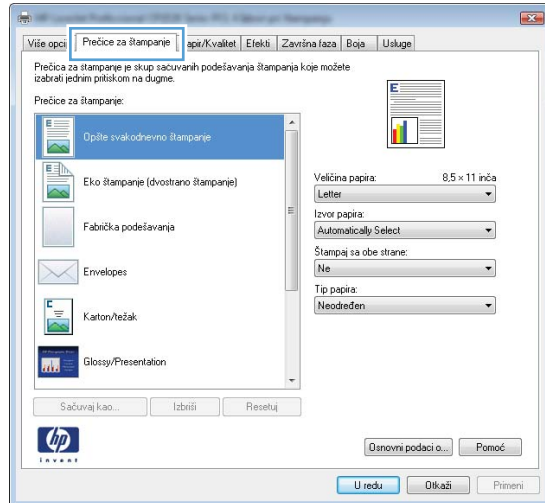 Više opci
Prečice za štampanje
apir/Kvalitet
Efekti
Završna faza
Boja
Usluge
Prečica za štampanje je skup sačuvanih podešavanja štampanja koje možete
izabrati jednim pritiskom na dugme.
Prečice za štampanje:
Opšte svakodnevno štampanje
Eko štampanje (dvostrano štampanje)
Fabrička podešavanja
Envelopes
Karton/težak
Glossy/Presentation
Veličina papira: 8,5 × 11 inča
Letter
Izvor papira:
Automatically Select
Štampaj sa obe strane:
Ne
Tip papira:
Neodređen
Sačuvaj kao...
Izbriši
Resetuj
hp
invent
Osnovni podaci o...
Pomoć
U redu
Otkaži
Primeni